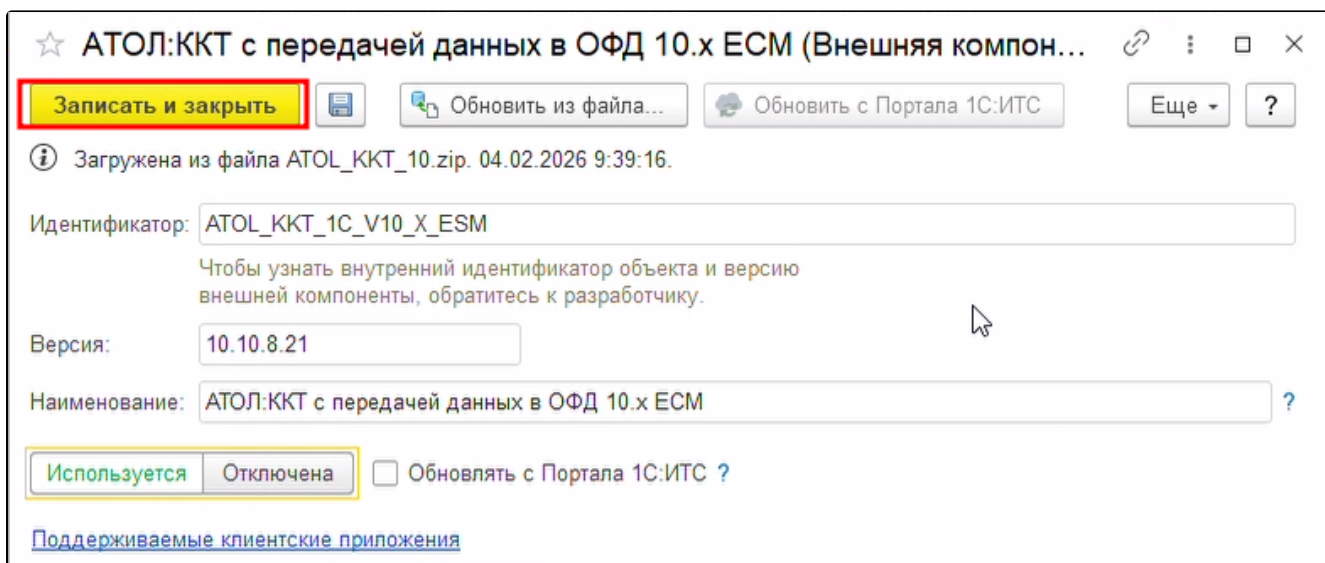 АТОЛ:ККТ с передачей данных в ОФД 10.x ЕСМ (Внешняя компон...
Записать и закрыть Обновить из файла... Обновить с Портала 1С:ИТС Еще ?
Загружена из файла ATOL_KKT_10.zip. 04.02.2026 9:39:16.
Идентификатор: ATOL_KKT_1C_V10_X_ESM
Чтобы узнать внутренний идентификатор объекта и версию
внешней компоненты, обратитесь к разработчику.
Версия: 10.10.8.21
Наименование: АТОЛ:ККТ с передачей данных в ОФД 10.x ЕСМ ?
Используется Отключена Обновлять с Портала 1С:ИТС ?
Поддерживаемые клиентские приложения